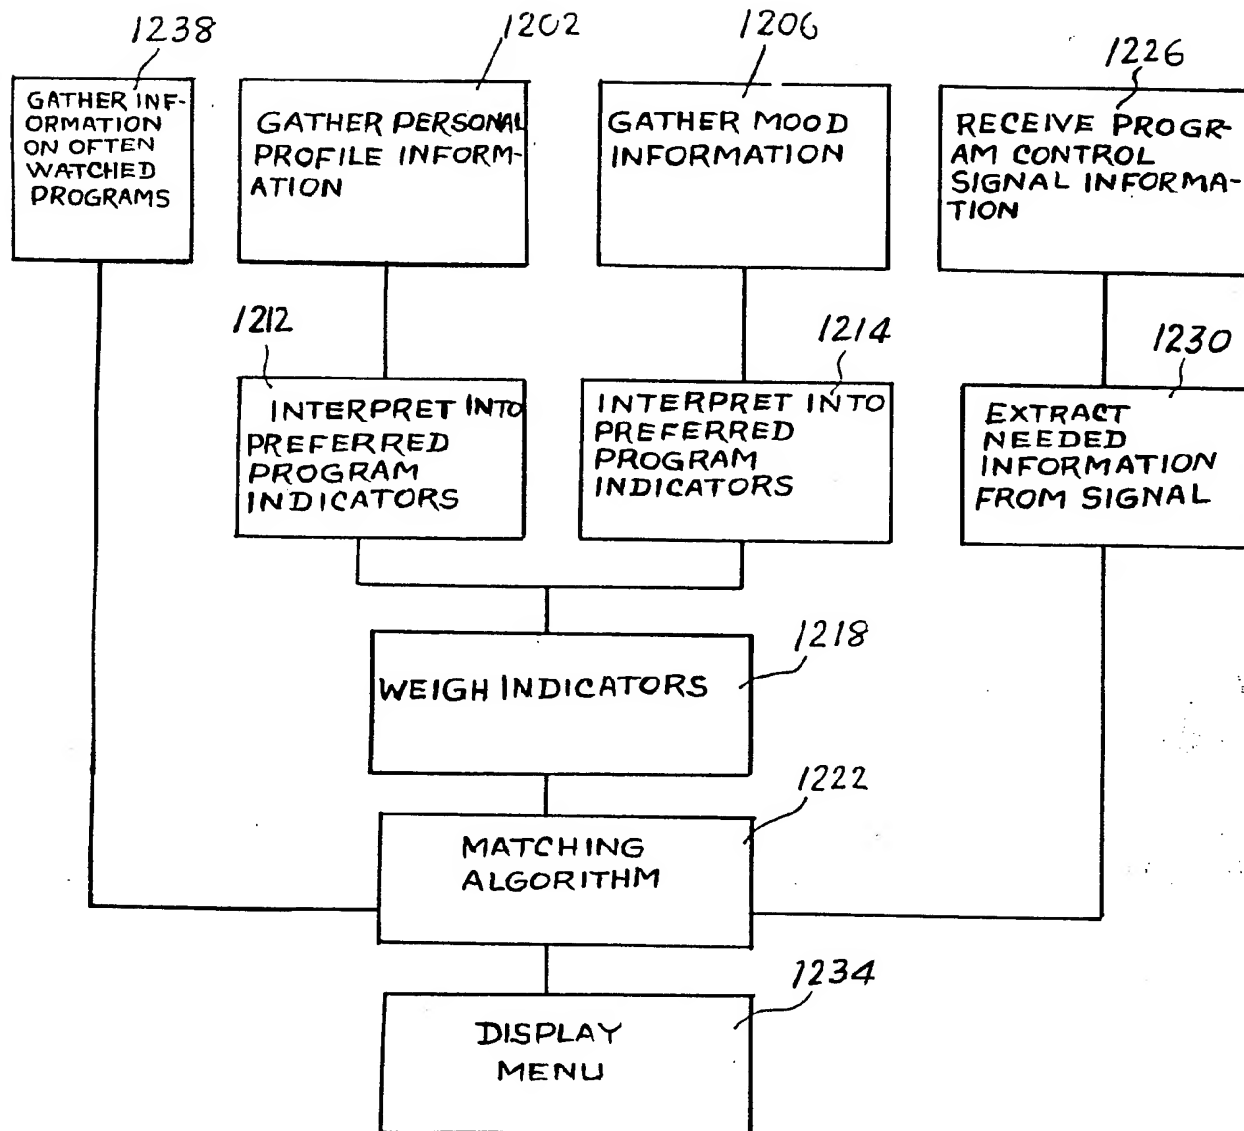 1238
1202
1206
1226
GATHER INF-
ORMATION
ON OFTEN
WATCHED
PROGRAMS
GATHER PERSONAL
PROFILE INFORM-
ATION
GATHER MOOD
INFORMATION
RECEIVE PROGR-
AM CONTROL
SIGNAL INFORMA-
TION
1212
1214
1230
INTERPRET INTO
PREFERRED
PROGRAM
INDICATORS
INTERPRET INTO
PREFERRED
PROGRAM
INDICATORS
EXTRACT
NEEDED
INFORMATION
FROM SIGNAL
1218
WEIGH INDICATORS
1222
MATCHING
ALGORITHM
1234
DISPLAY
MENU